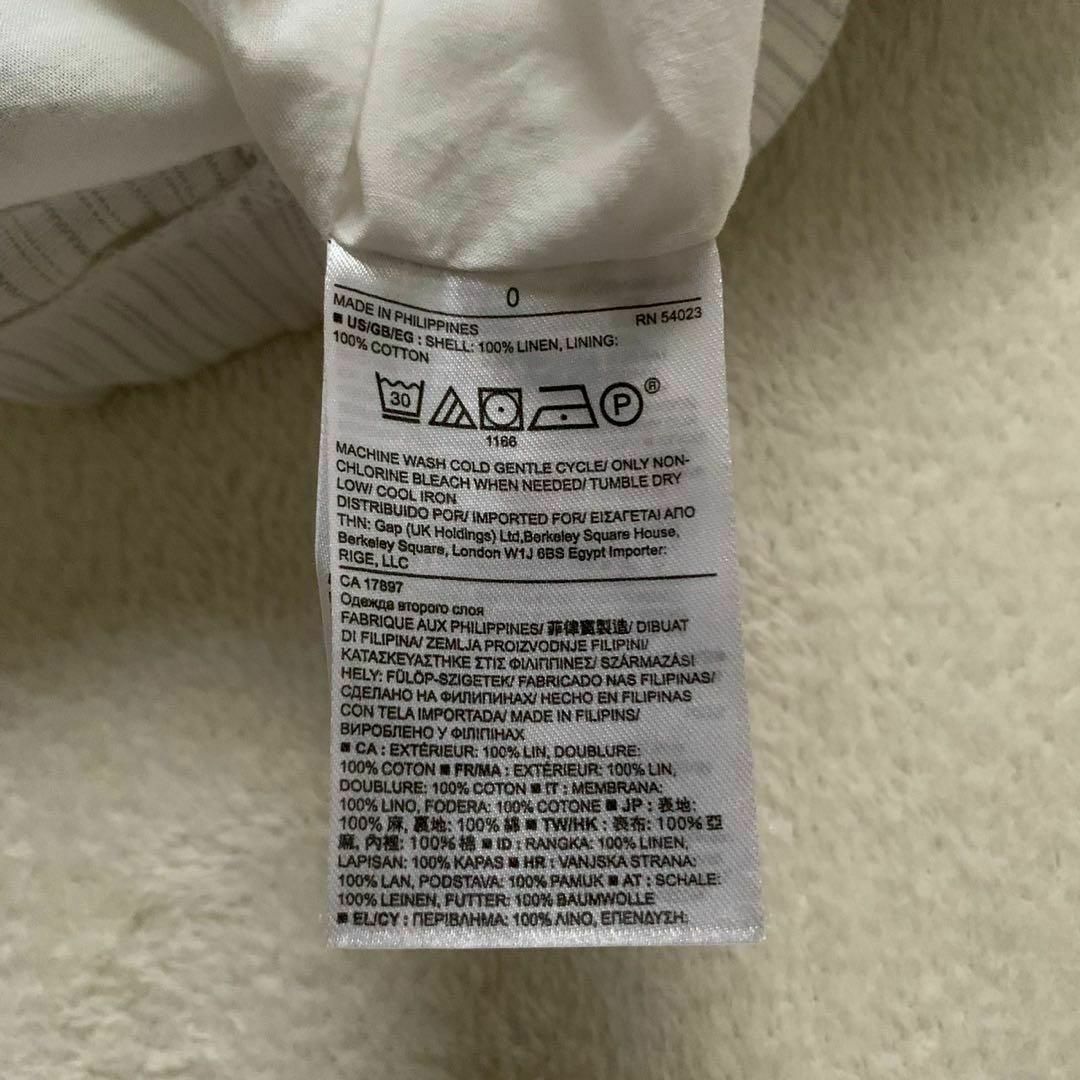 0
MADE IN PHILIPPINES RN 54023
■ US/GB/EG : SHELL: 100% LINEN, LINING:
100% COTTON
30 P ®
1166
MACHINE WASH COLD GENTLE CYCLE/ ONLY NON-
CHLORINE BLEACH WHEN NEEDED/ TUMBLE DRY
LOW/ COOL IRON
DISTRIBUIDO POR/ IMPORTED FOR/ ΕΙΣΑΓΕΤΑΙ ΑΠΟ
ΤΗΝ: Gap (UK Holdings) Ltd,Berkeley Square House,
Berkeley Square, London W1J 6BS Egypt Importer:
RIGE, LLC
CA 17897
Одежда второго слоя
FABRIQUE AUX PHILIPPINES/ 菲律賓製造/ DIBUAT
DI FILIPINA/ ZEMLJA PROIZVODNJE FILIPINI/
ΚΑΤΑΣΚΕΥΑΣΤΗΚΕ ΣΤΙΣ ΦΙΛΙΠΠΙΝΕΣ/ SZÁRMAZÁSI
HELY: FÜLÖP-SZIGETEK/ FABRICADO NAS FILIPINAS/
СДЕЛАНО НА ФИЛИПИНАХ/ HECHO EN FILIPINAS
CON TELA IMPORTADA/ MADE IN FILIPINS/
ВИРОБЛЕНО У ФІЛІПІНАХ
■ CA : EXTÉRIEUR: 100% LIN, DOUBLURE:
100% COTON ■ FR/MA : EXTÉRIEUR: 100% LIN,
DOUBLURE: 100% COTON ■ IT : MEMBRANA:
100% LINO, FODERA: 100% COTONE ■ JP : 表地:
100% 麻, 裏地: 100% 綿 ■ TW/HK : 表布: 100% 亞
麻, 內裡: 100% 棉 ■ ID : RANGKA: 100% LINEN,
LAPISAN: 100% KAPAS ■ HR : VANJSKA STRANA:
100% LAN, PODSTAVA: 100% PAMUK ■ AT : SCHALE:
100% LEINEN, FUTTER: 100% BAUMWOLLE
■ EL/CY : ΠΕΡΙΒΛΗΜΑ: 100% ΛΙΝΟ, ΕΠΕΝΔΥΣΗ: